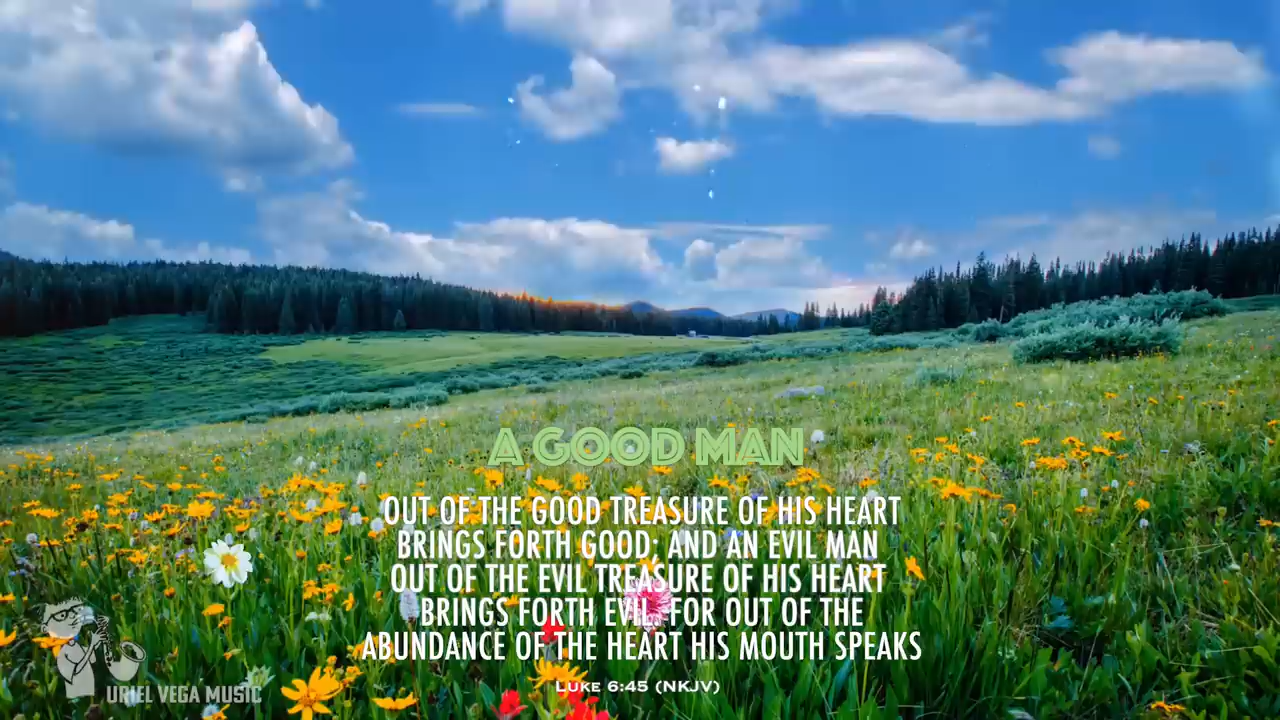 A GOOD MAN
OUT OF THE GOOD TREASURE OF HIS HEART
BRINGS FORTH GOOD; AND AN EVIL MAN
OUT OF THE EVIL TREASURE OF HIS HEART
BRINGS FORTH EVIL. FOR OUT OF THE
ABUNDANCE OF THE HEART HIS MOUTH SPEAKS
LUKE 6:45 (NKJV)
URIEL VEGA MUSIC